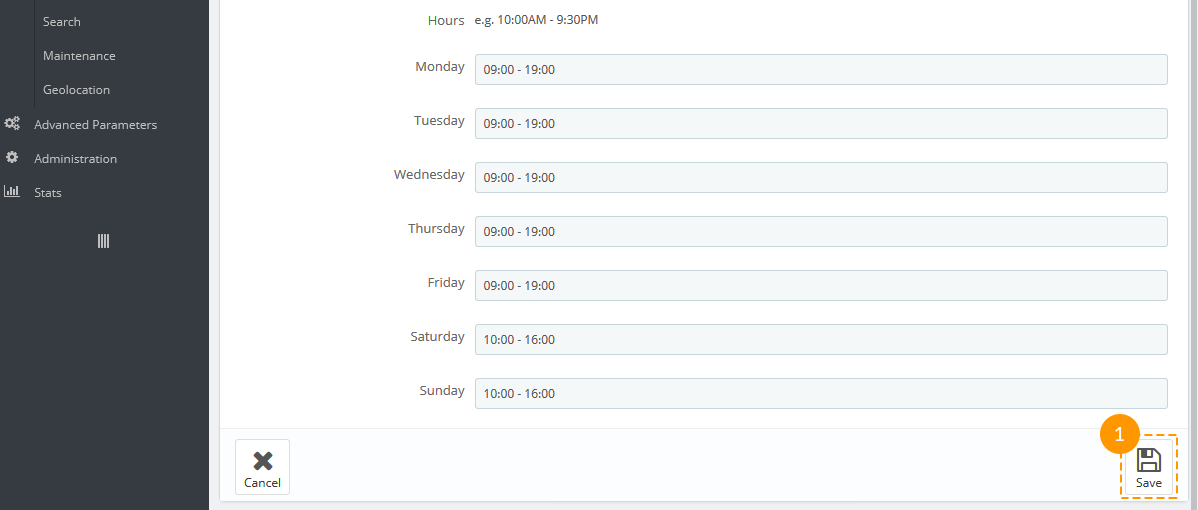 Search
Maintenance
Geolocation
Advanced Parameters
Administration
Stats
Hours e.g. 10:00AM - 9:30PM
Monday 09:00 - 19:00
Tuesday 09:00 - 19:00
Wednesday 09:00 - 19:00
Thursday 09:00 - 19:00
Friday 09:00 - 19:00
Saturday 10:00 - 16:00
Sunday 10:00 - 16:00
Cancel
1
Save